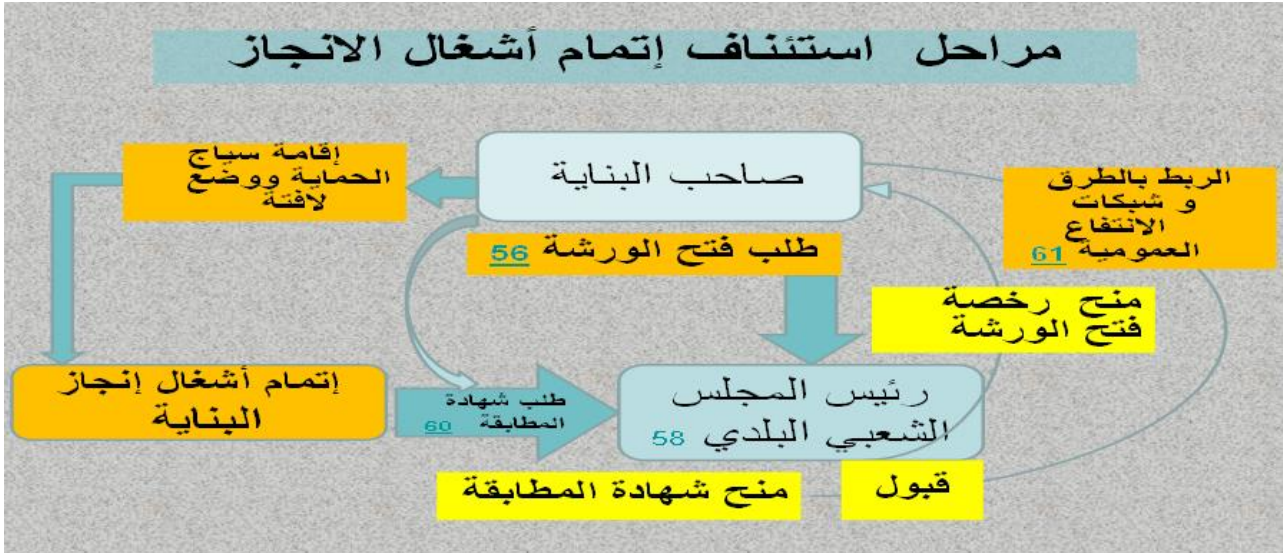 مراحل استئناف إتمام أشغال الانجاز
صاحب البناية
إقامة سياج
الحماية ووضع
لافتة
الربط بالطرق
و شبكات
الانتفاع
العمومية 61
طلب فتح الورشة 56
منح رخصة
فتح الورشة
رئيس المجلس
الشعبي البلدي 58
إتمام أشغال إنجاز
البناية
طلب شهادة
المطابقة 60
قبول
منح شهادة المطابقة